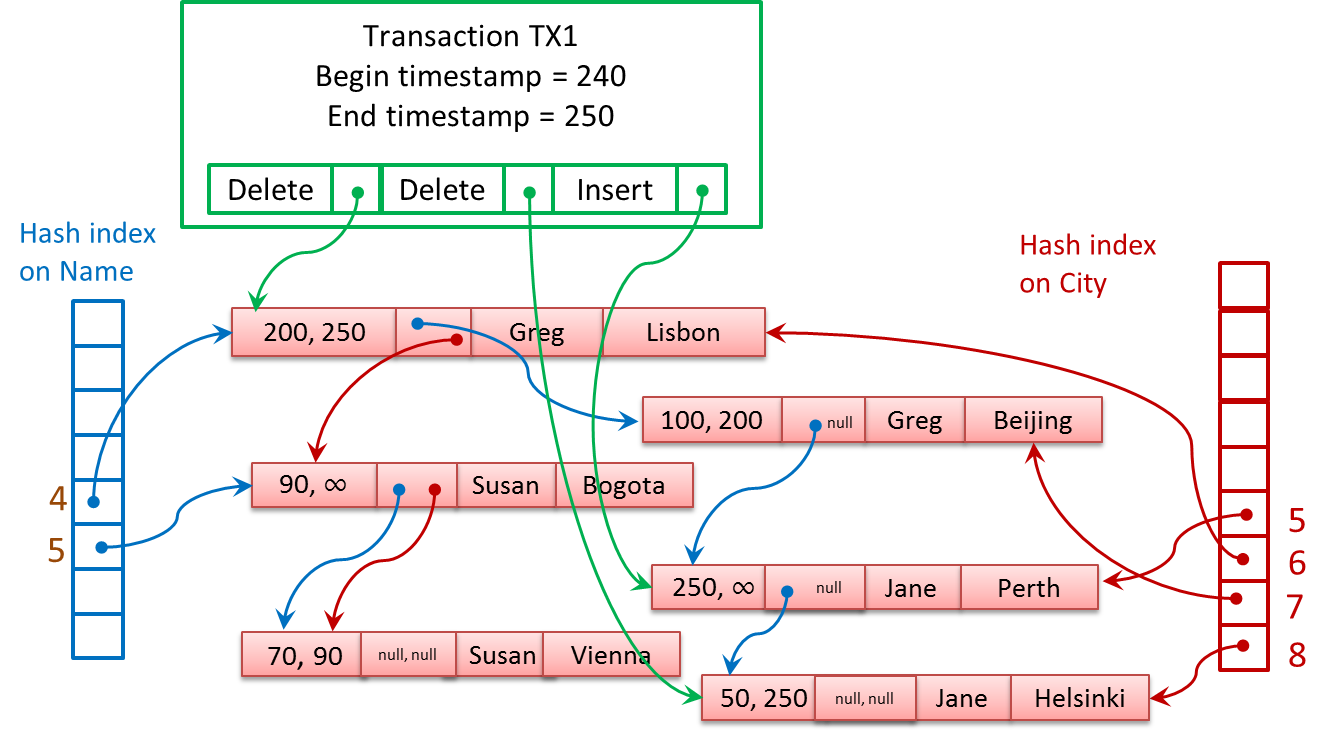 Transaction TX1
Begin timestamp = 240
End timestamp = 250
Delete Delete Insert
Hash index
on Name
Hash index
on City
200, 250 Greg Lisbon
100, 200 null Greg Beijing
90, ∞ Susan Bogota
4
5
5
6
7
8
250, ∞ null Jane Perth
70, 90 null, null Susan Vienna
50, 250 null, null Jane Helsinki